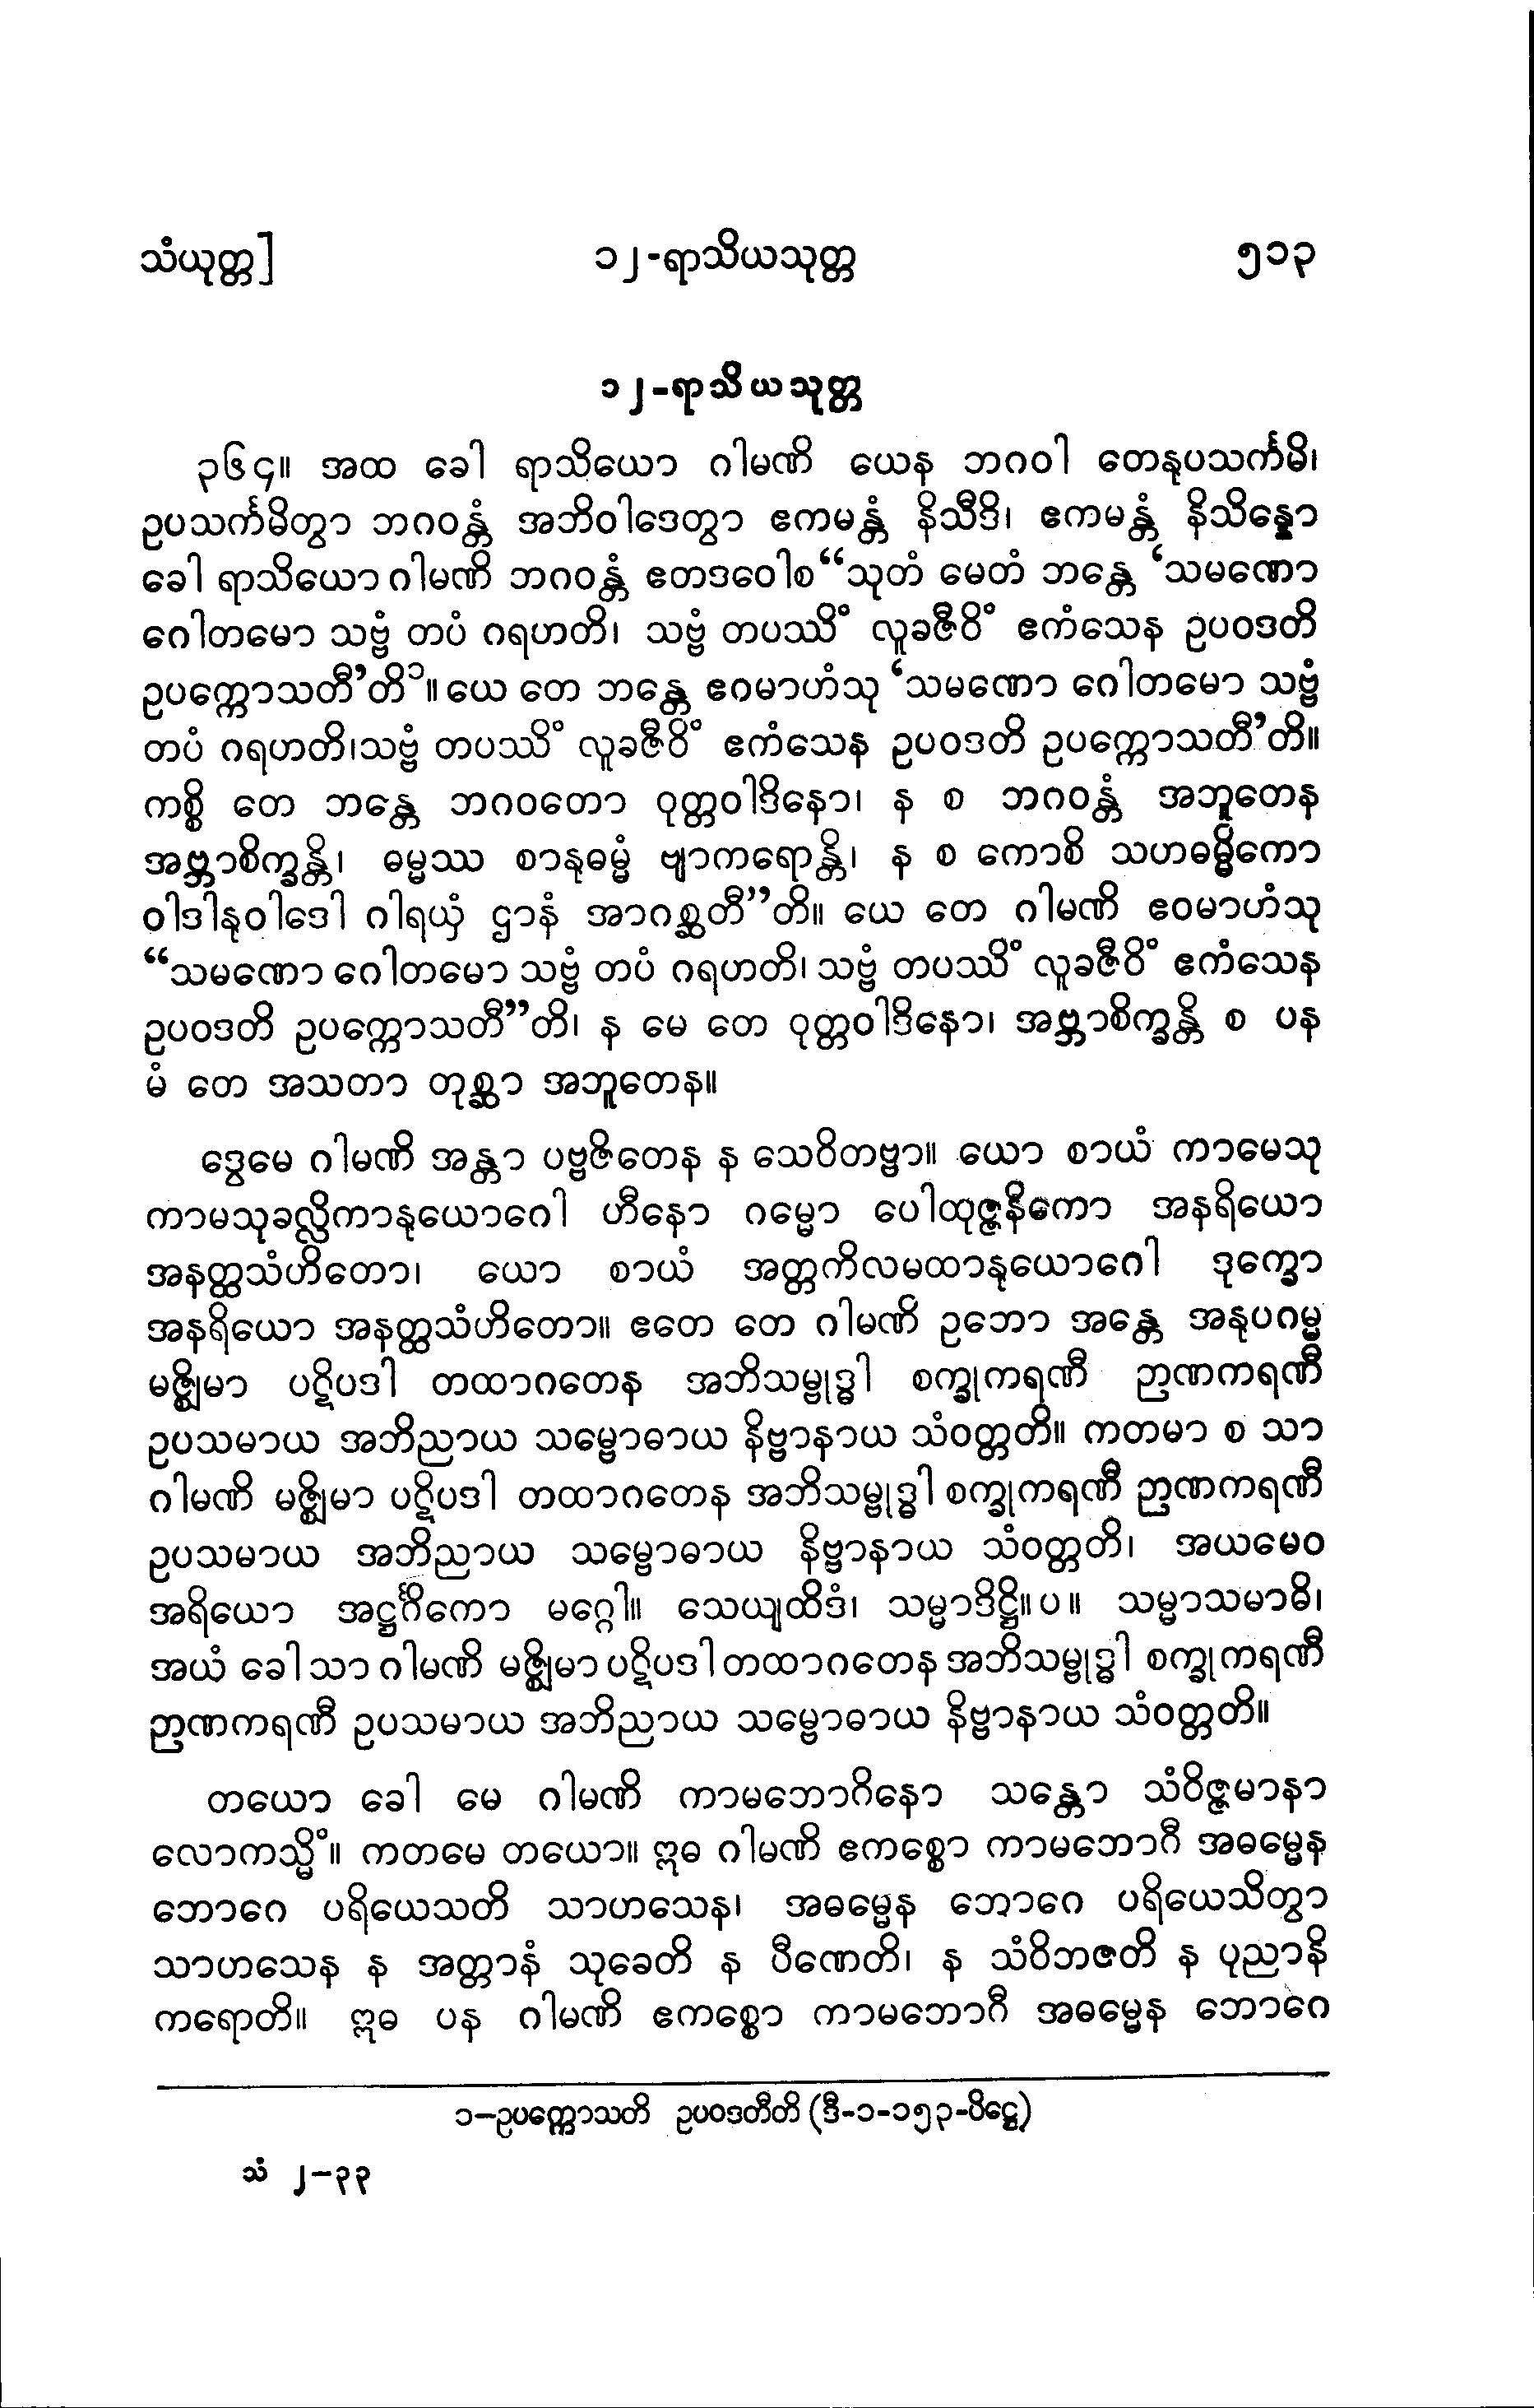 သံယုတ္တ] ၁၂-ရာသိယသုတ္တ ၅၁၃
၁၂-ရာသိယသုတ္တ
၃၆၄။ အထ ခေါ ရာသိယော ဂါမဏိ ယေန ဘဂဝါ တေနုပသင်္ကမိ၊
ဥပသင်္ကမိတွာ ဘဂဝန္တံ အဘိဝါဒေတွာ ဧကမန္တံ နိသီဒိ၊ ဧကမန္တံ နိသိန္နော
ခေါ ရာသိယော ဂါမဏိ ဘဂဝန္တံ ဧတဒဝေါစ “သုတံ မေတံ ဘန္တေ ‘သမဏော
ဂေါတမော သဗ္ဗံ တပံ ဂရဟတိ၊ သဗ္ဗံ တပဿိံ လူခဇီဝိံ ဧကံသေန ဥပဝဒတိ
ဥပက္ကောသတီ’တိ၁။ ယေ တေ ဘန္တေ ဧဝမာဟံသု ‘သမဏော ဂေါတမော သဗ္ဗံ
တပံ ဂရဟတိ၊သဗ္ဗံ တပဿိံ လူခဇီဝိံ ဧကံသေန ဥပဝဒတိ ဥပက္ကောသတီ’တိ။
ကစ္စိ တေ ဘန္တေ ဘဂဝတော ဝုတ္တဝါဒိနော၊ န စ ဘဂဝန္တံ အဘူတေန
အဗ္ဘာစိက္ခန္တိ၊ ဓမ္မဿ စာနုဓမ္မံ ဗျာကရောန္တိ၊ န စ ကောစိ သဟဓမ္မိကော
ဝါဒါနုဝါဒေါ ဂါရယှံ ဌာနံ အာဂစ္ဆတီ”တိ။ ယေ တေ ဂါမဏိ ဧဝမာဟံသု
“သမဏော ဂေါတမော သဗ္ဗံ တပံ ဂရဟတိ၊ သဗ္ဗံ တပဿိံ လူခဇီဝိံ ဧကံသေန
ဥပဝဒတိ ဥပက္ကောသတီ”တိ၊ န မေ တေ ဝုတ္တဝါဒိနော၊ အဗ္ဘာစိက္ခန္တိ စ ပန
မံ တေ အသတာ တုစ္ဆာ အဘူတေန။
ဒွေမေ ဂါမဏိ အန္တာ ပဗ္ဗဇိတေန န သေဝိတဗ္ဗာ။ ယော စာယံ ကာမေသု
ကာမသုခလ္လိကာနုယောဂေါ ဟီနော ဂမ္မော ပေါထုဇ္ဇနိကော အနရိယော
အနတ္ထသံဟိတော၊ ယော စာယံ အတ္တကိလမထာနုယောဂေါ ဒုက္ခော
အနရိယော အနတ္ထသံဟိတော။ ဧတေ တေ ဂါမဏိ ဥဘော အန္တေ အနုပဂမ္မ
မဇ္ဈိမာ ပဋိပဒါ တထာဂတေန အဘိသမ္ဗုဒ္ဓါ စက္ခုကရဏီ ဉာဏကရဏီ
ဥပသမာယ အဘိညာယ သမ္ဗောဓာယ နိဗ္ဗာနာယ သံဝတ္တတိ။ ကတမာ စ သာ
ဂါမဏိ မဇ္ဈိမာ ပဋိပဒါ တထာဂတေန အဘိသမ္ဗုဒ္ဓါ စက္ခုကရဏီ ဉာဏကရဏီ
ဥပသမာယ အဘိညာယ သမ္ဗောဓာယ နိဗ္ဗာနာယ သံဝတ္တတိ၊ အယမေဝ
အရိယော အဋ္ဌင်္ဂိကော မဂ္ဂေါ။ သေယျထိဒံ၊ သမ္မာဒိဋ္ဌိ။ပ။ သမ္မာသမာဓိ၊
အယံ ခေါ သာ ဂါမဏိ မဇ္ဈိမာ ပဋိပဒါ တထာဂတေန အဘိသမ္ဗုဒ္ဓါ စက္ခုကရဏီ
ဉာဏကရဏီ ဥပသမာယ အဘိညာယ သမ္ဗောဓာယ နိဗ္ဗာနာယ သံဝတ္တတိ။
တယော ခေါ မေ ဂါမဏိ ကာမဘောဂိနော သန္တော သံဝိဇ္ဇမာနာ
လောကသ္မိံ။ ကတမေ တယော။ ဣဓ ဂါမဏိ ဧကစ္စော ကာမဘောဂီ အဓမ္မေန
ဘောဂေ ပရိယေသတိ သာဟသေန၊ အဓမ္မေန ဘောဂေ ပရိယေသိတွာ
သာဟသေန န အတ္တာနံ သုခေတိ န ပီဏေတိ၊ န သံဝိဘဇတိ န ပုညာနိ
ကရောတိ။ ဣဓ ပန ဂါမဏိ ဧကစ္စော ကာမဘောဂီ အဓမ္မေန ဘောဂေ
၁-ဥပက္ကောသတိ ဥပဝဒတီတိ (ဒီ-၁-၁၅၃-ပိဋ္ဌေ)
သံ ၂-၃၃